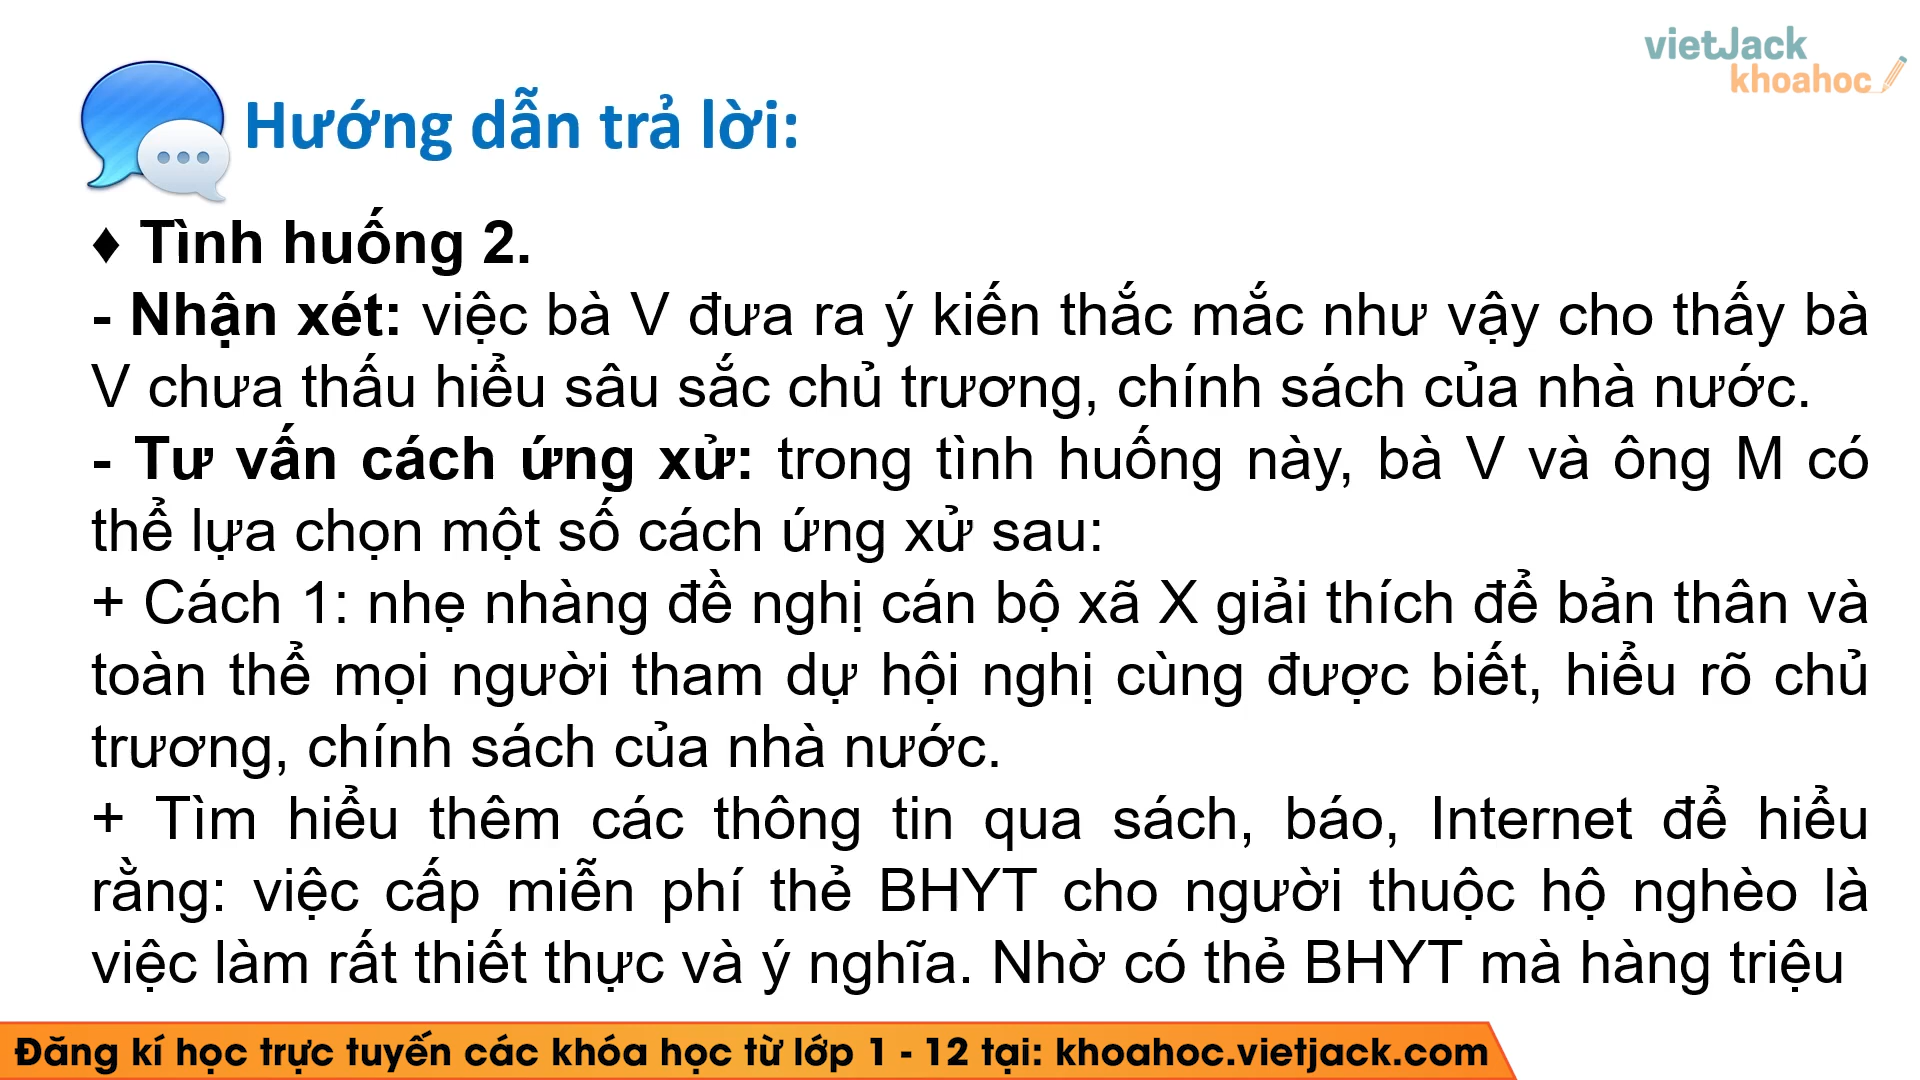 vietJack
khoahoc
Hướng dẫn trả lời:
♦ Tình huống 2.
- Nhận xét: việc bà V đưa ra ý kiến thắc mắc như vậy cho thấy bà
V chưa thấu hiểu sâu sắc chủ trương, chính sách của nhà nước.
- Tư vấn cách ứng xử: trong tình huống này, bà V và ông M có
thể lựa chọn một số cách ứng xử sau:
+ Cách 1: nhẹ nhàng đề nghị cán bộ xã X giải thích để bản thân và
toàn thể mọi người tham dự hội nghị cùng được biết, hiểu rõ chủ
trương, chính sách của nhà nước.
+ Tìm hiểu thêm các thông tin qua sách, báo, Internet để hiểu
rằng: việc cấp miễn phí thẻ BHYT cho người thuộc hộ nghèo là
việc làm rất thiết thực và ý nghĩa. Nhờ có thẻ BHYT mà hàng triệu
Đăng kí học trực tuyến các khóa học từ lớp 1 - 12 tại: khoahoc.vietjack.com